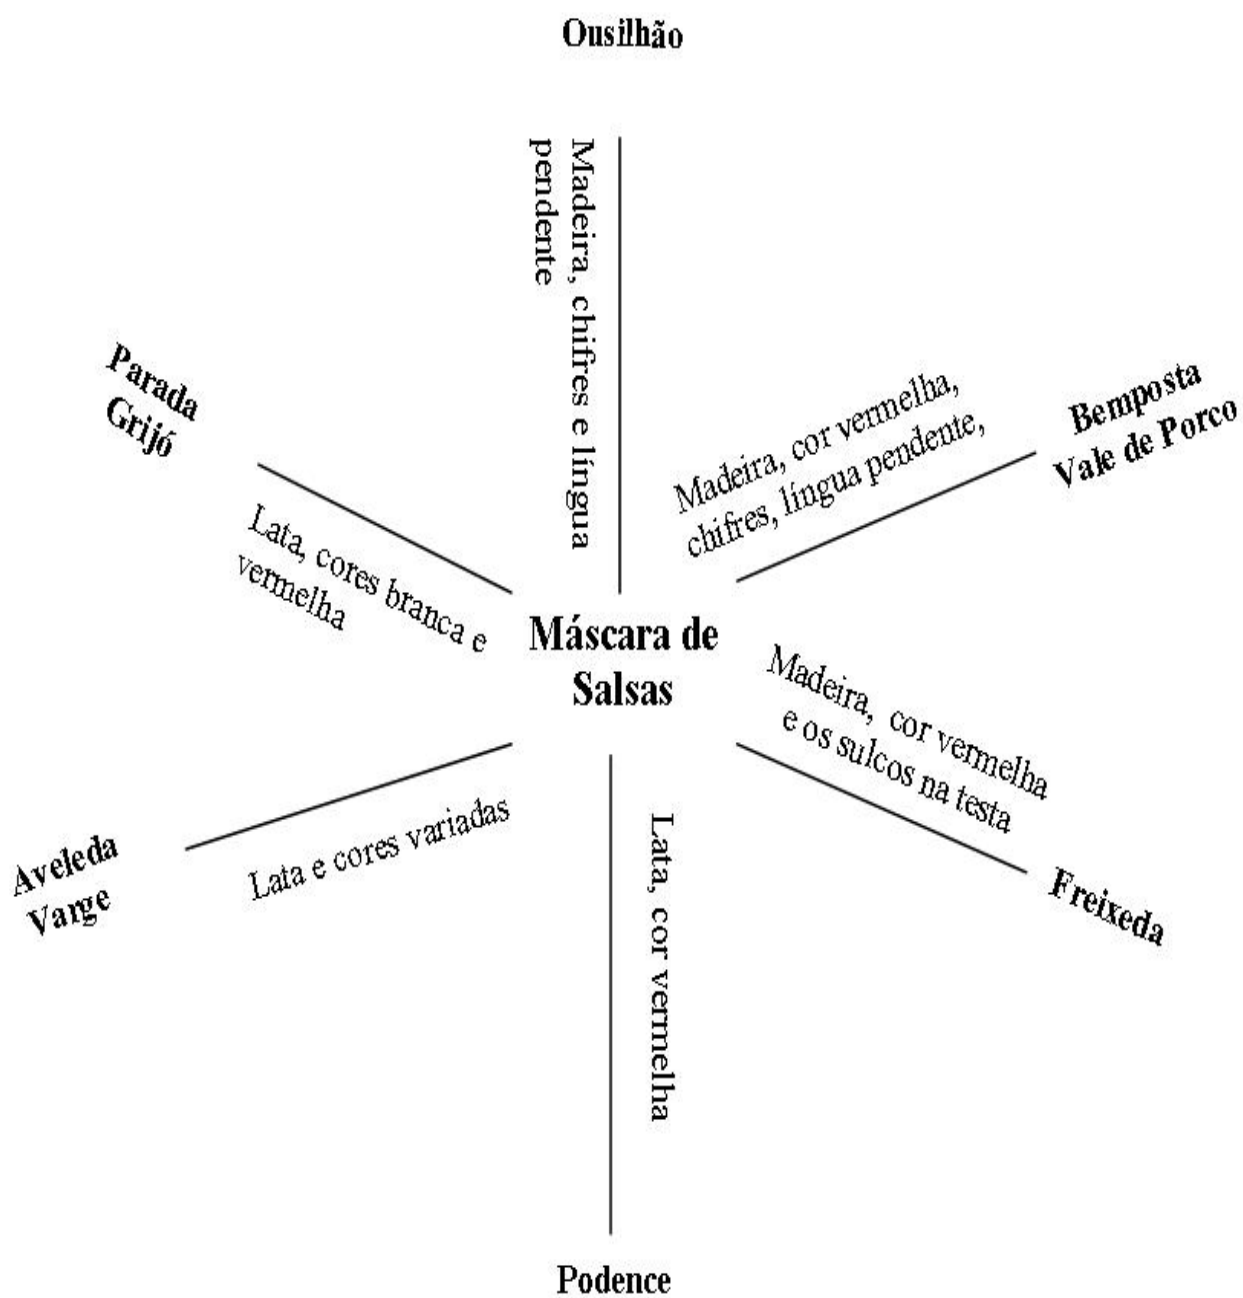 Ousilhão
Madeira, chifres e língua
pendente
Parada
Grijó
Lata, cores branca e
vermelha
Bemposta
Vale de Porco
Madeira, cor vermelha,
chifres, língua pendente,
Máscara de
Salsas
Madeira, cor vermelha
e os sulcos na testa
Freixeda
Aveleda
Varge
Lata e cores variadas
Lata, cor vermelha
Podence